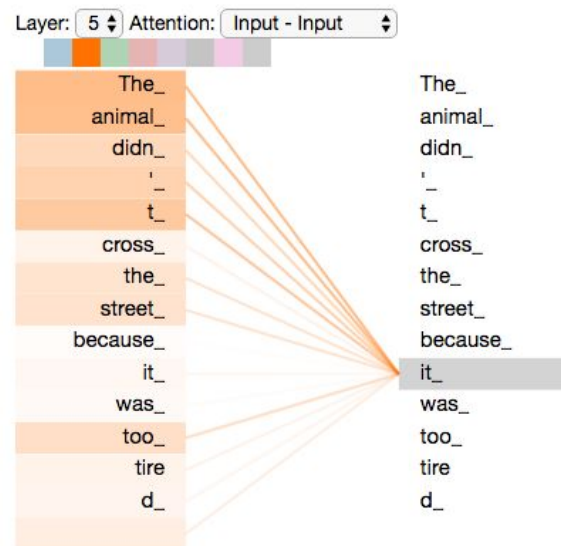 Layer: 5 Attention: Input - Input
The_ The_
animal_ animal_
didn_ didn_
'_ '_
t_ t_
cross_ cross_
the_ the_
street_ street_
because_ because_
it_ it_
was_ was_
too_ too_
tire tire
d_ d_